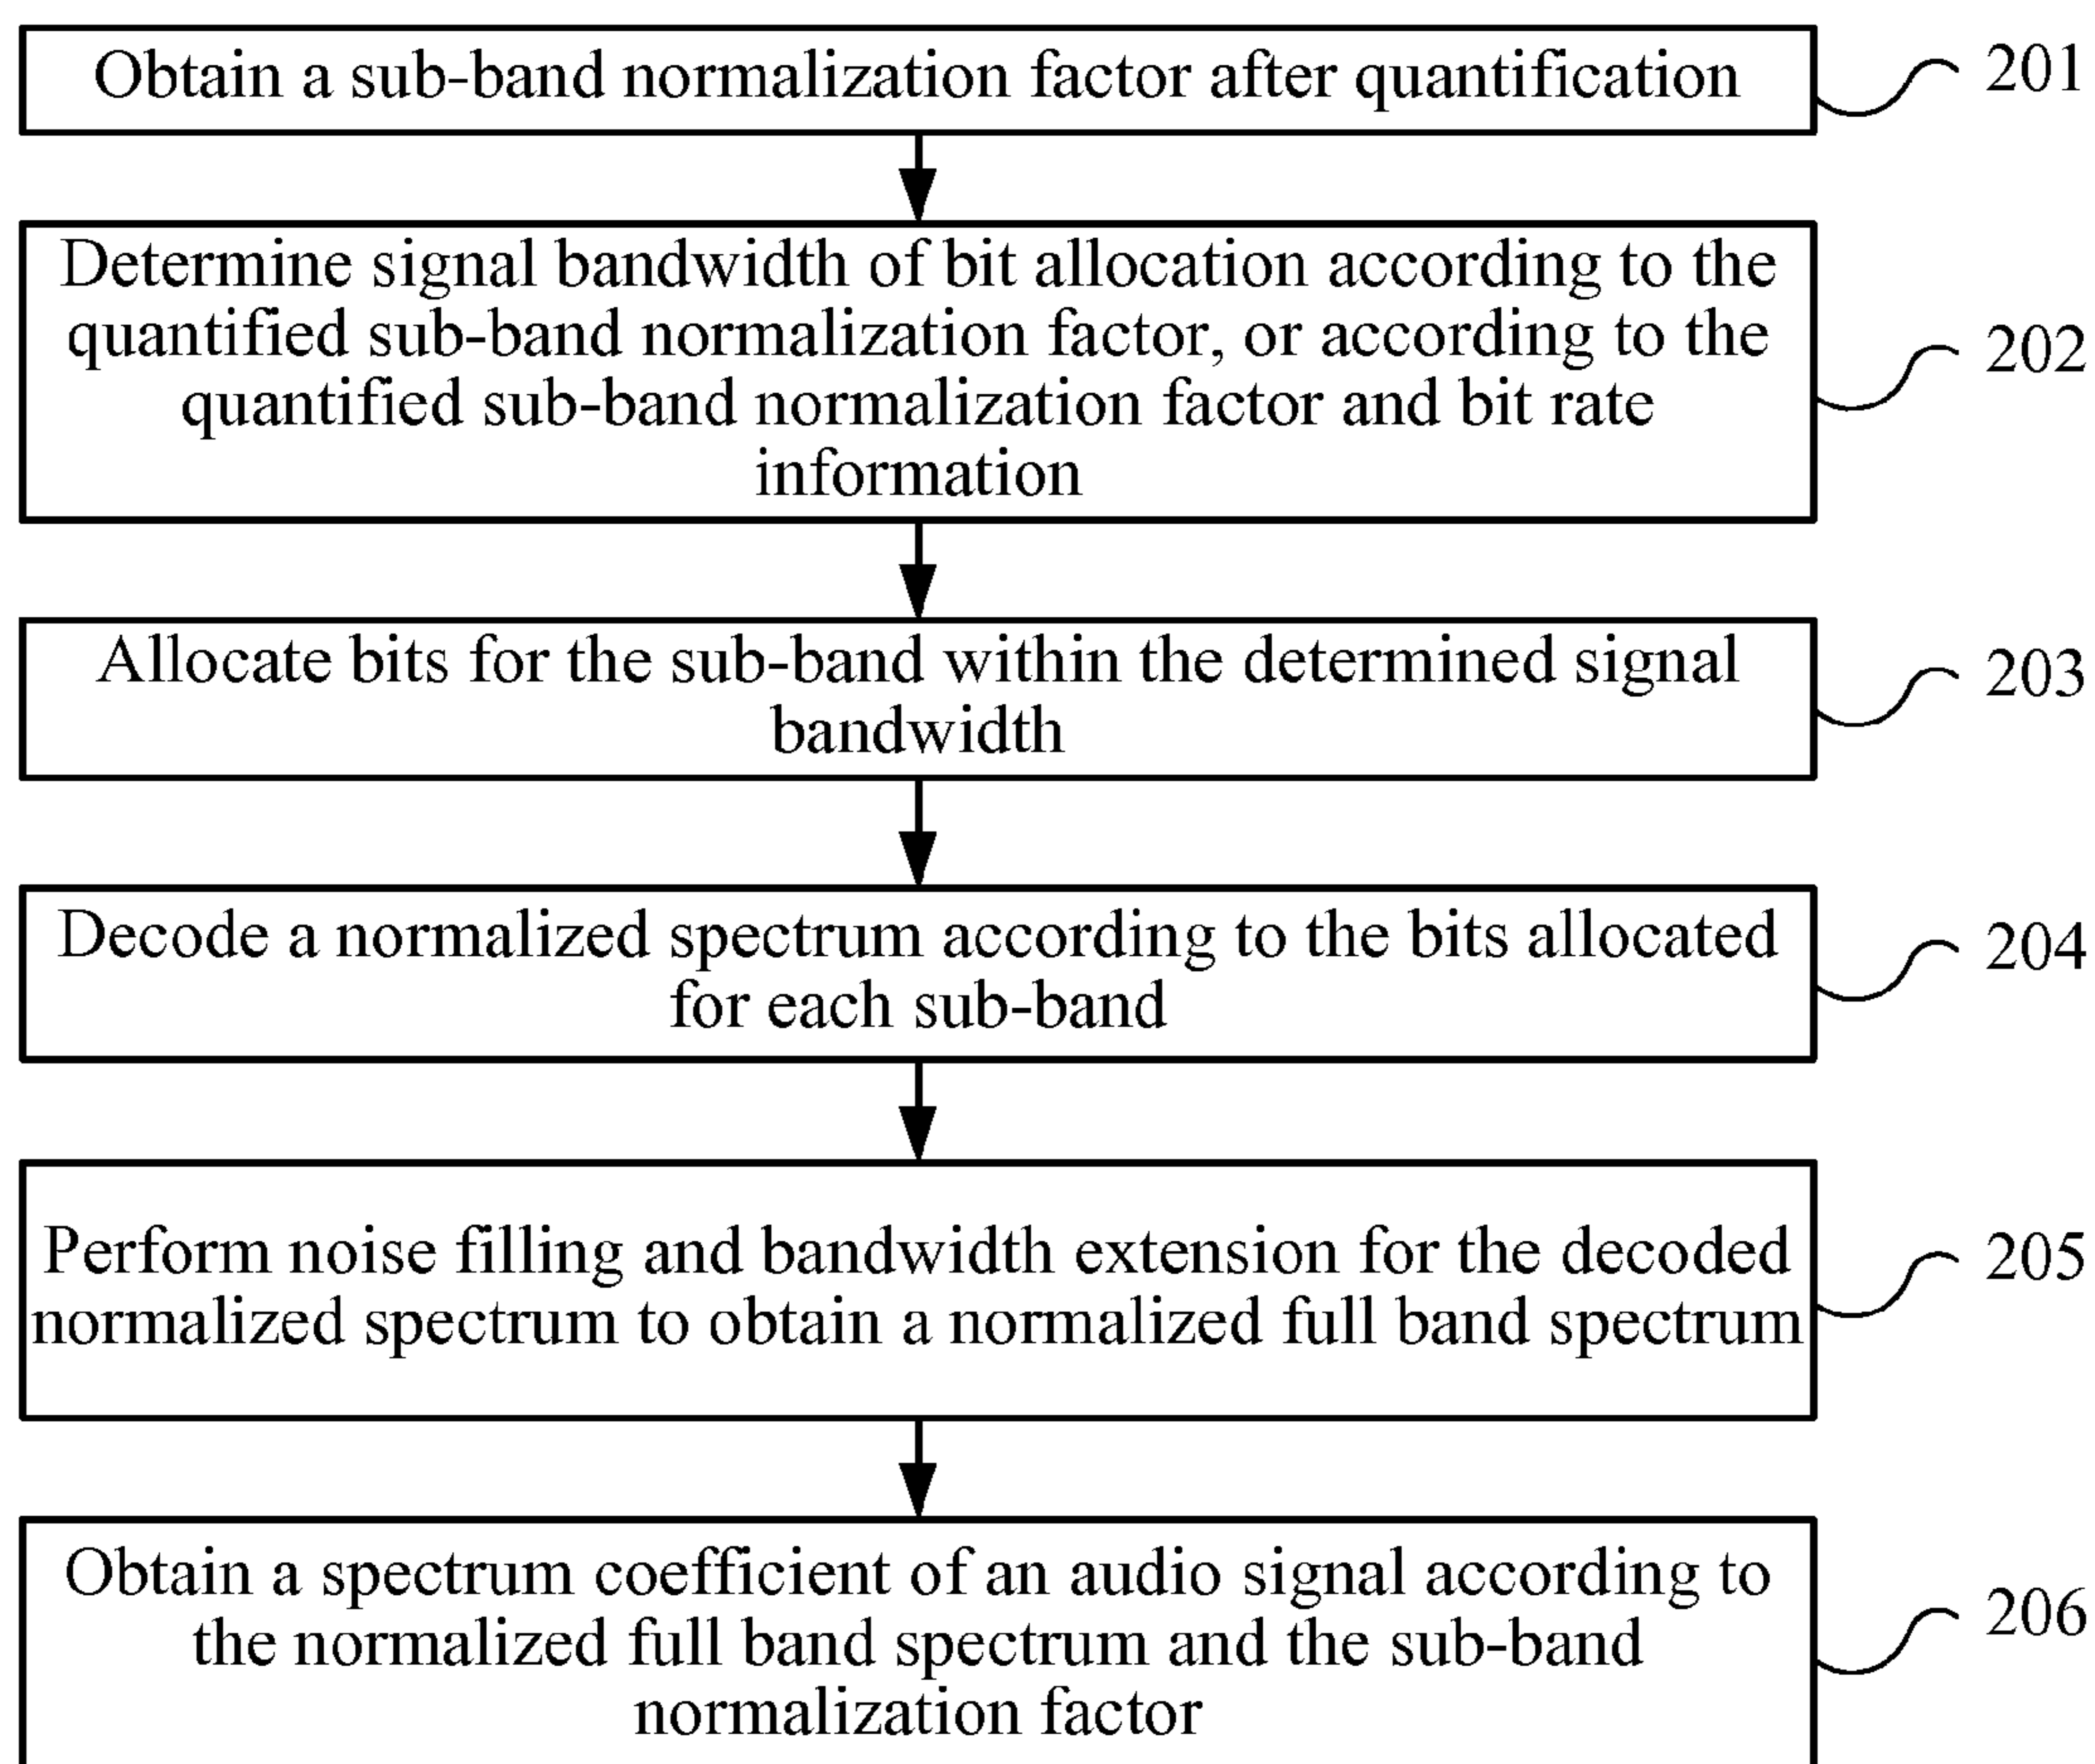 Obtain a sub-band normalization factor after quantification
201
Determine signal bandwidth of bit allocation according to the
quantified sub-band normalization factor, or according to the
quantified sub-band normalization factor and bit rate
information
202
Allocate bits for the sub-band within the determined signal
bandwidth
203
Decode a normalized spectrum according to the bits allocated
for each sub-band
204
Perform noise filling and bandwidth extension for the decoded
normalized spectrum to obtain a normalized full band spectrum
205
Obtain a spectrum coefficient of an audio signal according to
the normalized full band spectrum and the sub-band
normalization factor
206